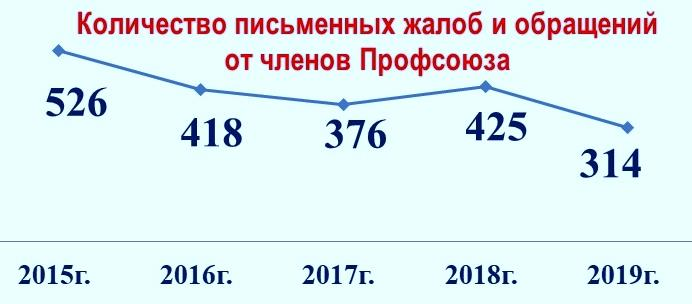 Количество письменных жалоб и обращений
от членов Профсоюза
526
418
376
425
314
2015г. 2016г. 2017г. 2018г. 2019г.